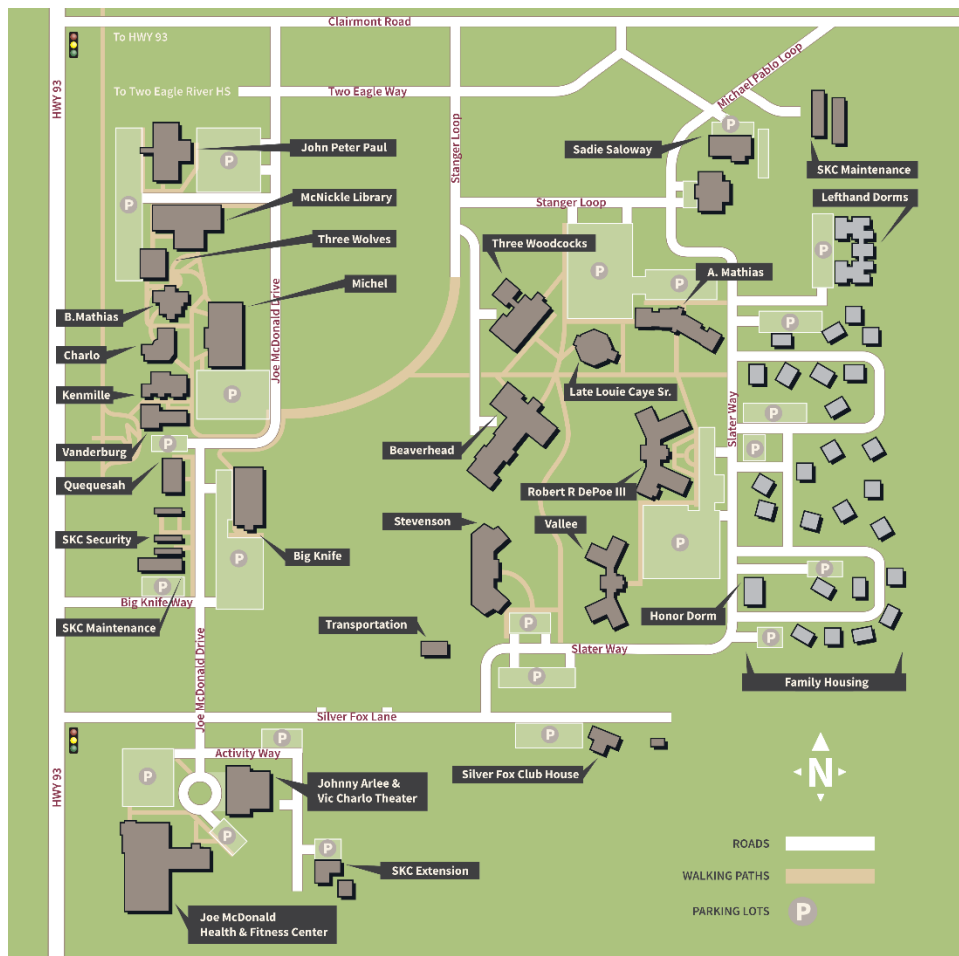 Clairmont Road
To HWY 93
HWY 93
Michael Pablo Loop
To Two Eagle River HS
Two Eagle Way
P
Stanger Loop
John Peter Paul
Sadie Saloway
P
SKC Maintenance
McNickle Library
Lefthand Dorms
P
Stanger Loop
Three Wolves
Three Woodcocks
P
P
A. Mathias
Michel
P
B.Mathias
P
Joe McDonald Drive
Charlo
Late Louie Caye Sr.
Kenmille
P
Slater Way
P
P
Vanderburg
P
Beaverhead
Quequesah
Robert R DePoe III
Stevenson
Vallee
SKC Security
P
Big Knife
P
P
P
Big Knife Way
Honor Dorm
SKC Maintenance
Transportation
P
P
Slater Way
Joe McDonald Drive
P
Family Housing
Silver Fox Lane
P
P
Activity Way
HWY 93
P
Silver Fox Club House
N
Johnny Arlee &
Vic Charlo Theater
P
P
ROADS
SKC Extension
WALKING PATHS
PARKING LOTS
P
Joe McDonald
Health & Fitness Center